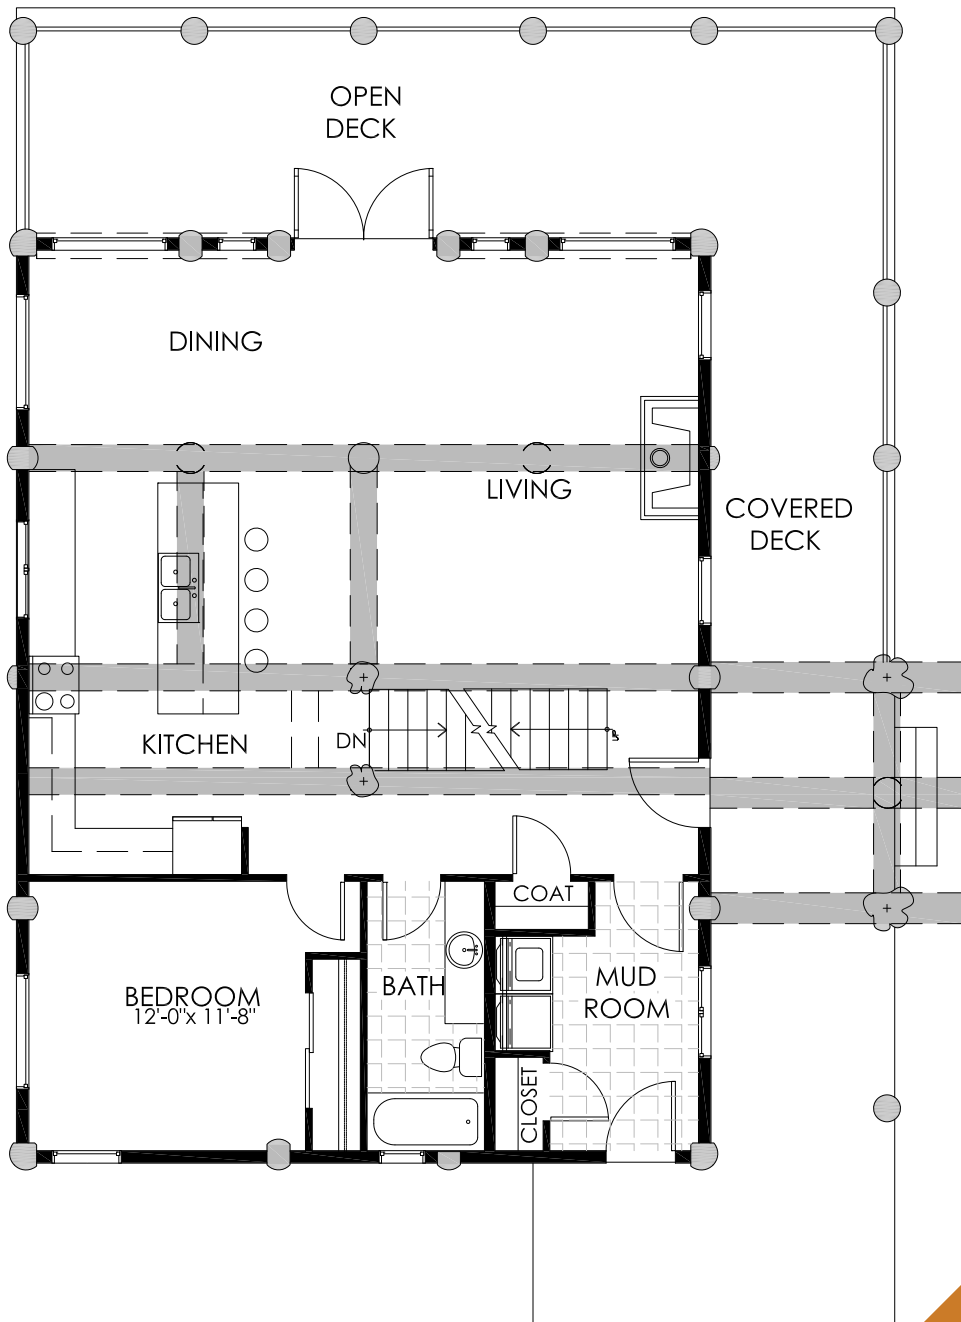 OPEN
DECK
DINING
LIVING
COVERED
DECK
KITCHEN
DN
COAT
MUD
ROOM
BATH
BEDROOM
12'-0"x 11'-8"
CLOSET